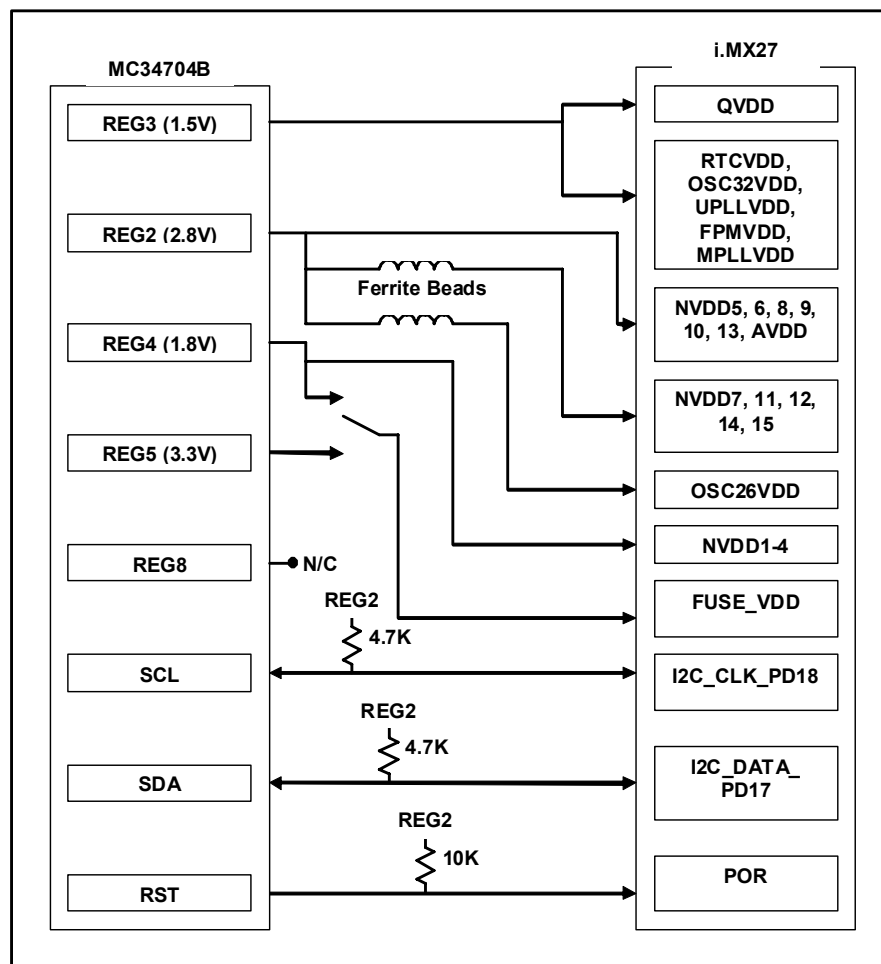 MC34704B
i.MX27
REG3 (1.5V)
REG2 (2.8V)
REG4 (1.8V)
REG5 (3.3V)
REG8
SCL
SDA
RST
Ferrite Beads
N/C
REG2
4.7K
REG2
4.7K
REG2
10K
QVDD
RTCVDD,
OSC32VDD,
UPLLVDD,
FPMVDD,
MPLLVDD
NVDD5, 6, 8, 9,
10, 13, AVDD
NVDD7, 11, 12,
14, 15
OSC26VDD
NVDD1-4
FUSE_VDD
I2C_CLK_PD18
I2C_DATA_
PD17
POR